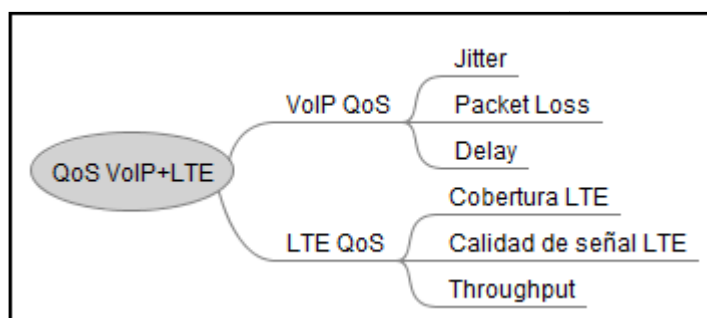 QoS VoIP+LTE
VoIP QoS
Jitter
Packet Loss
Delay
LTE QoS
Cobertura LTE
Calidad de señal LTE
Throughput